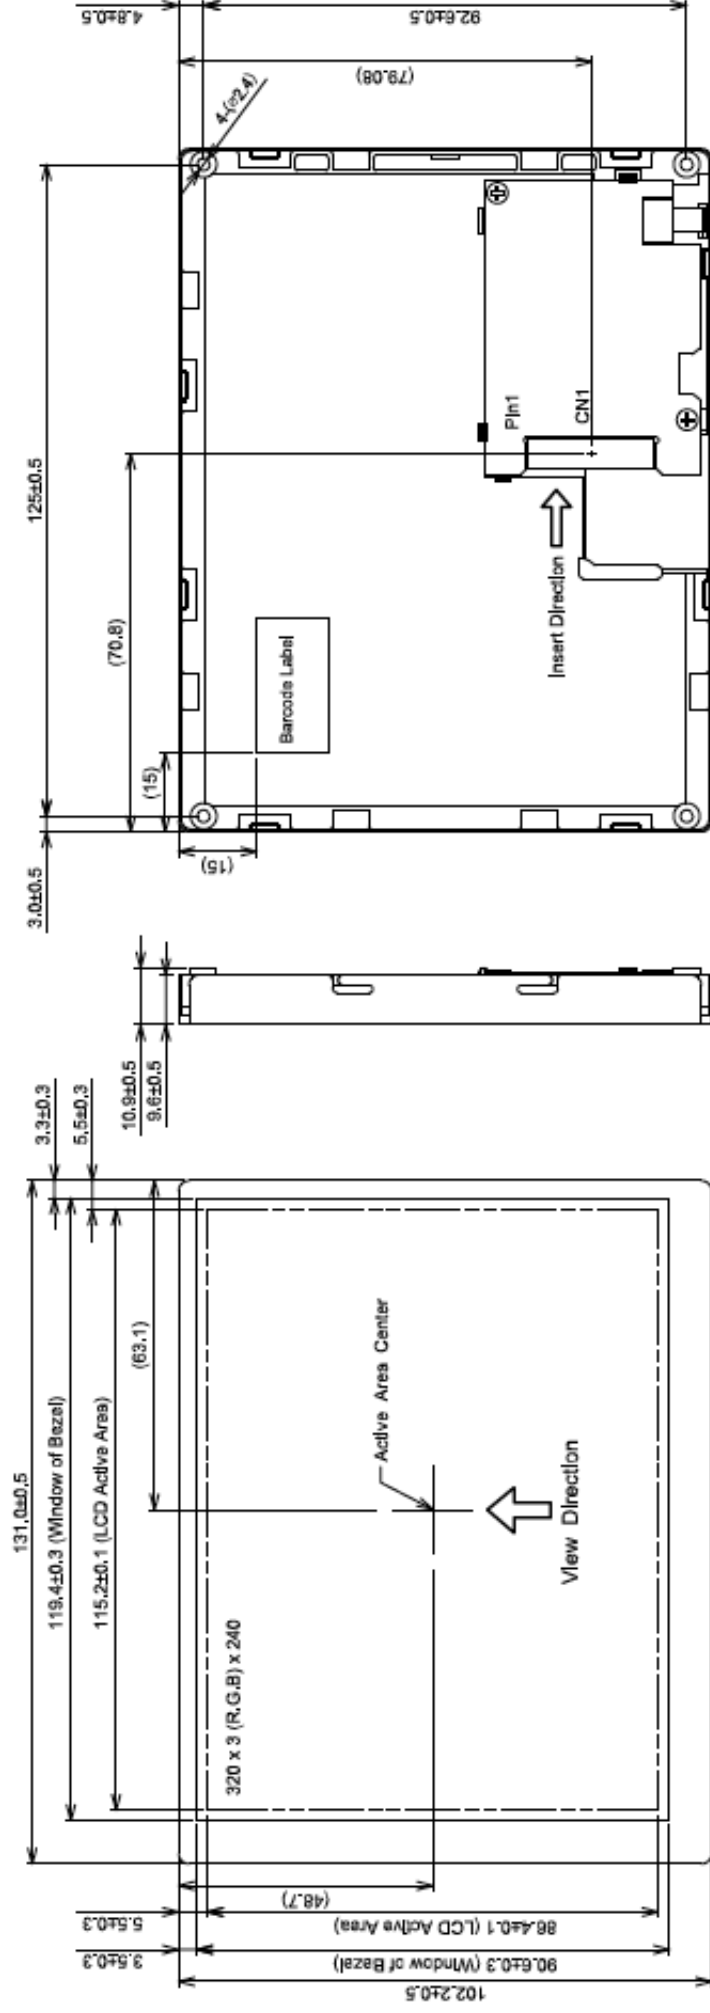 131.0±0.5
119.4±0.3 (Window of Bezel)
115.2±0.1 (LCD Active Area)
3.3±0.3
5.5±0.3
(63.1)
320 x 3 (R.G.B) x 240
Active Area Center
View Direction
(48.7)
5.5±0.3
3.5±0.3
86.4±0.1 (LCD Active Area)
90.6±0.3 (Window of Bezel)
102.2±0.5
10.9±0.5
9.6±0.5
3.0±0.5
125±0.5
(70.8)
(15)
(15)
Barcode Label
Insert Direction
Pin1
CN1
4-(⌀2.4)
(79.08)
4.8±0.5
92.6±0.5